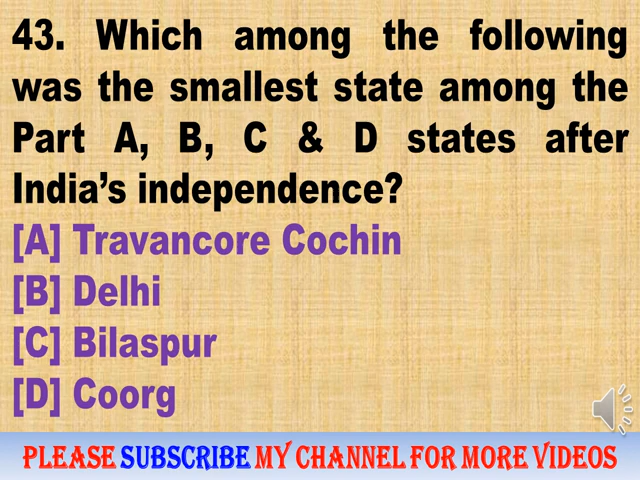 43. Which among the following
was the smallest state among the
Part A, B, C & D states after
India’s independence?
[A] Travancore Cochin
[B] Delhi
[C] Bilaspur
[D] Coorg
PLEASE SUBSCRIBE MY CHANNEL FOR MORE VIDEOS